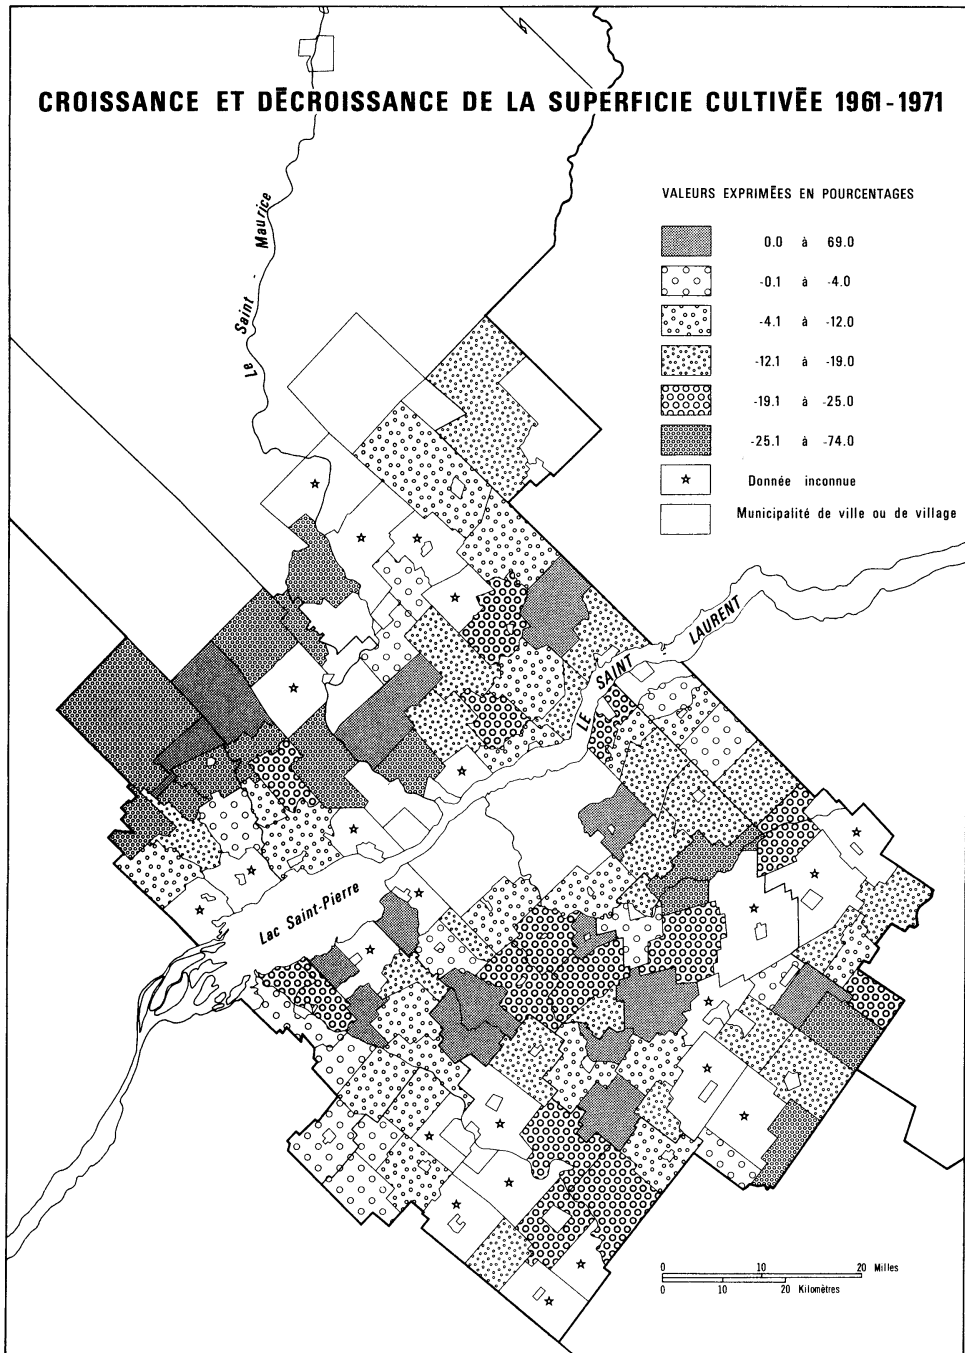 CROISSANCE ET DĒCROISSANCE DE LA SUPERFICIE CULTIVĒE 1961-1971
VALEURS EXPRIMĒES EN POURCENTAGES
0.0 à 69.0
-0.1 à -4.0
-4.1 à -12.0
-12.1 à -19.0
-19.1 à -25.0
-25.1 à -74.0
Donnée inconnue
Municipalité de ville ou de village
Le Saint - Maurice
LE SAINT LAURENT
Lac Saint-Pierre
0 10 20 Milles
0 10 20 Kilomètres